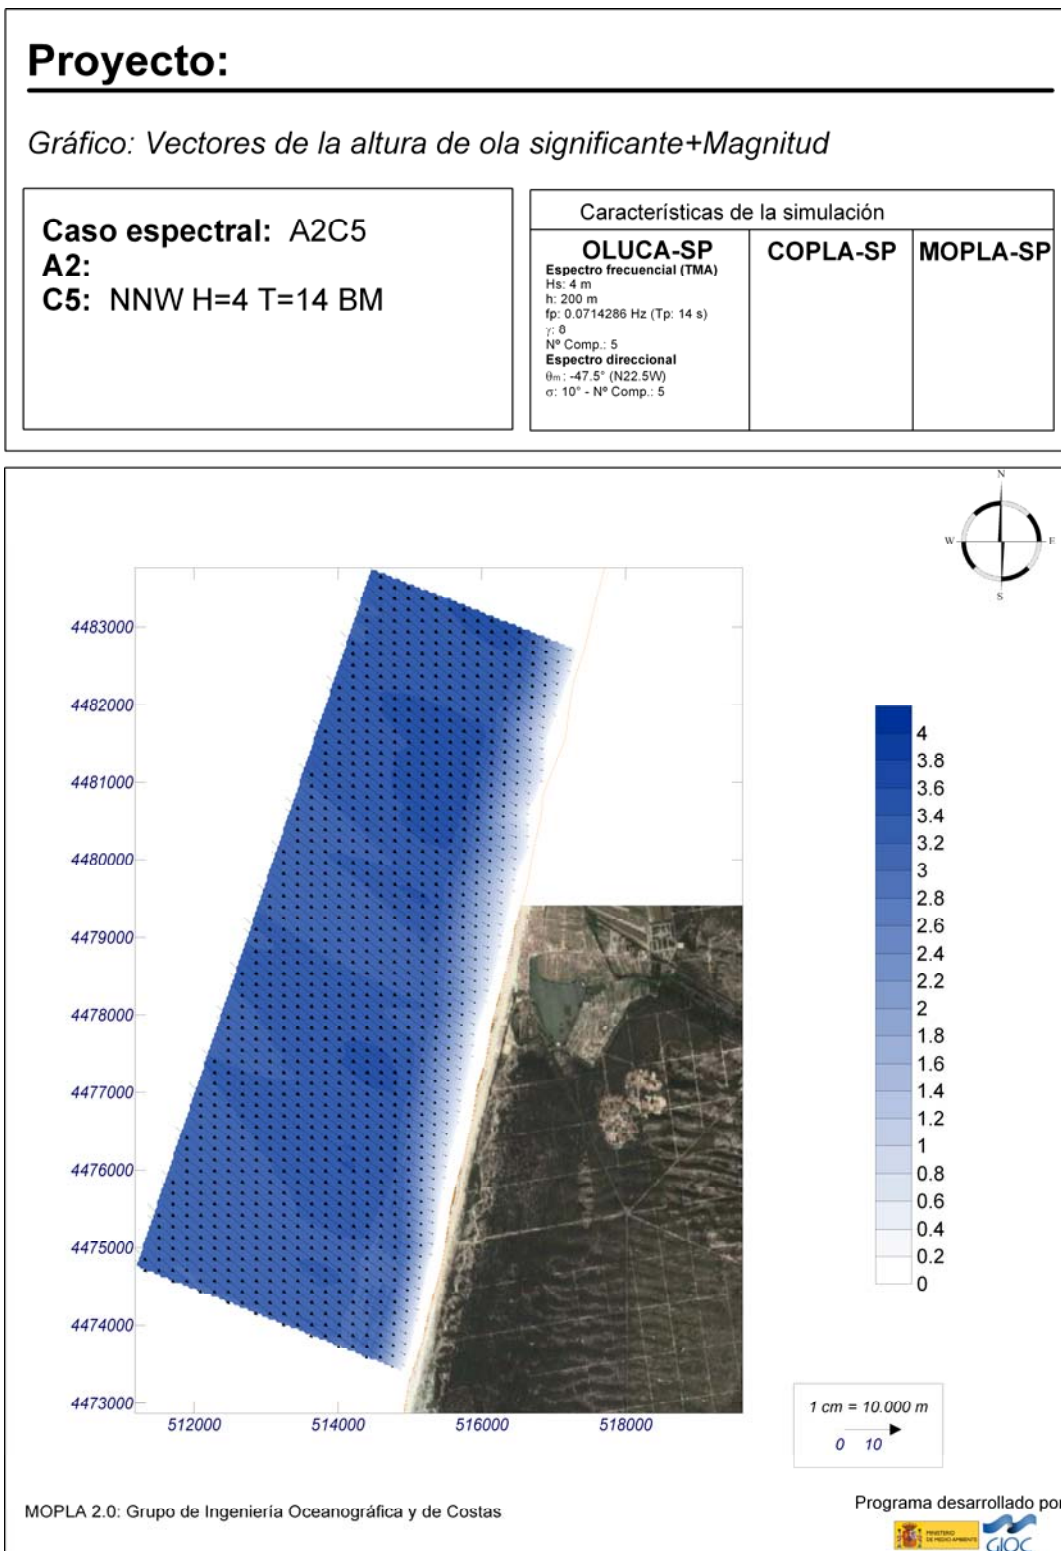 Proyecto:
Gráfico: Vectores de la altura de ola significante+Magnitud
Caso espectral: A2C5
A2:
C5: NNW H=4 T=14 BM
Características de la simulación
OLUCA-SP
Espectro frecuencial (TMA)
Hs: 4 m
h: 200 m
fp: 0.0714286 Hz (Tp: 14 s)
γ: 8
Nº Comp.: 5
Espectro direccional
θm: -47.5° (N22.5W)
σ: 10° - Nº Comp.: 5
COPLA-SP
MOPLA-SP
N
W
E
S
4483000
4482000
4481000
4480000
4479000
4478000
4477000
4476000
4475000
4474000
4473000
512000
514000
516000
518000
4
3.8
3.6
3.4
3.2
3
2.8
2.6
2.4
2.2
2
1.8
1.6
1.4
1.2
1
0.8
0.6
0.4
0.2
0
1 cm = 10.000 m
0 10
MOPLA 2.0: Grupo de Ingeniería Oceanográfica y de Costas
Programa desarrollado por
MINISTERIO
DE MEDIO AMBIENTE
GIOC